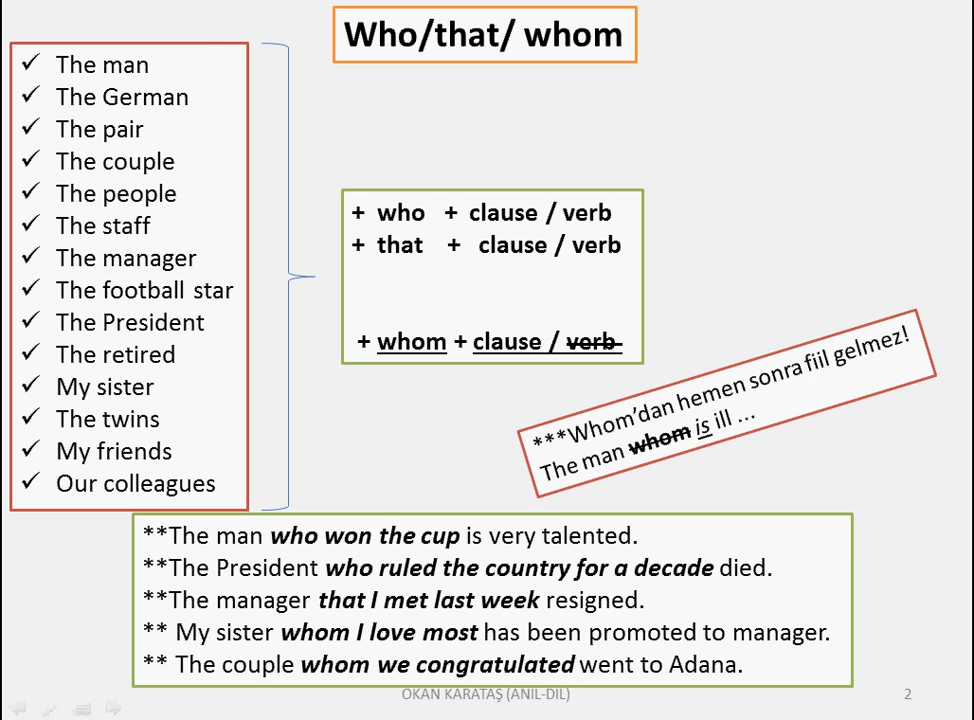 Who/that/ whom
✓ The man
✓ The German
✓ The pair
✓ The couple
✓ The people
✓ The staff
✓ The manager
✓ The football star
✓ The President
✓ The retired
✓ My sister
✓ The twins
✓ My friends
✓ Our colleagues
+ who + clause / verb
+ that + clause / verb
+ whom + clause / verb
***Whom'dan hemen sonra fiil gelmez!
The man whom is ill ...
**The man who won the cup is very talented.
**The President who ruled the country for a decade died.
**The manager that I met last week resigned.
** My sister whom I love most has been promoted to manager.
** The couple whom we congratulated went to Adana.
OKAN KARATAŞ (ANIL-DIL)
2